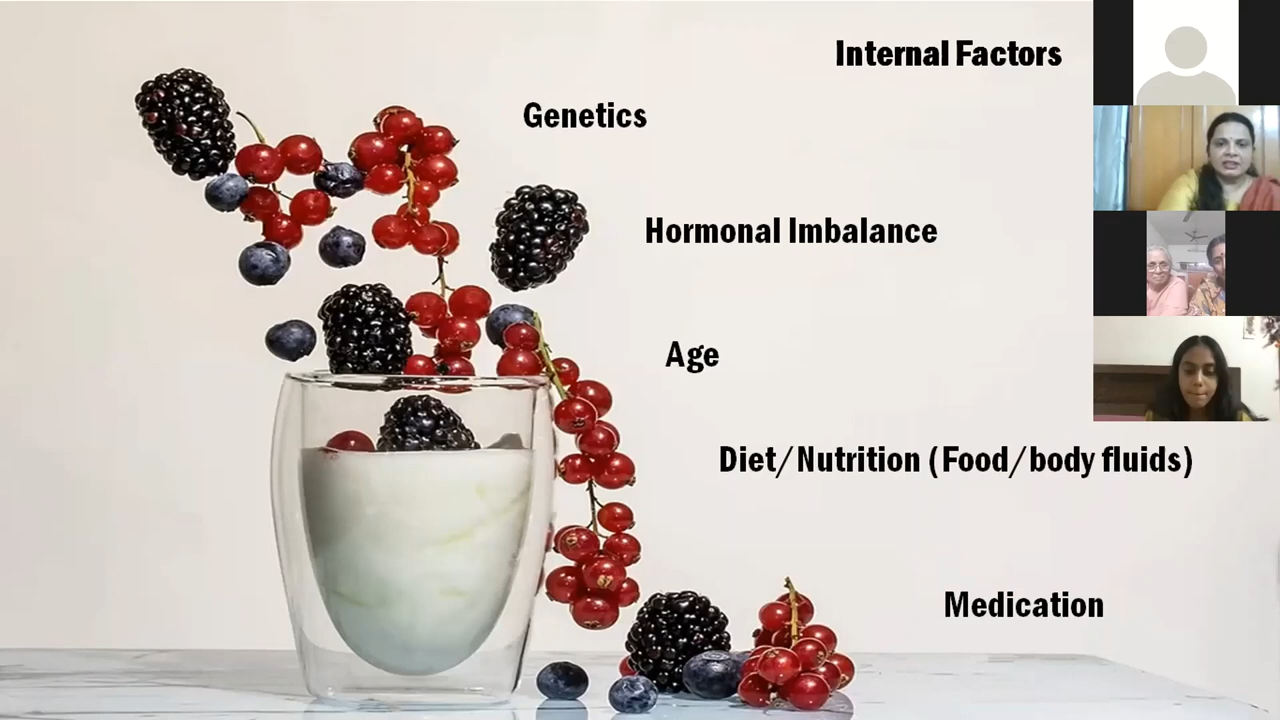 Internal Factors
Genetics
Hormonal Imbalance
Age
Diet/Nutrition (Food/body fluids)
Medication